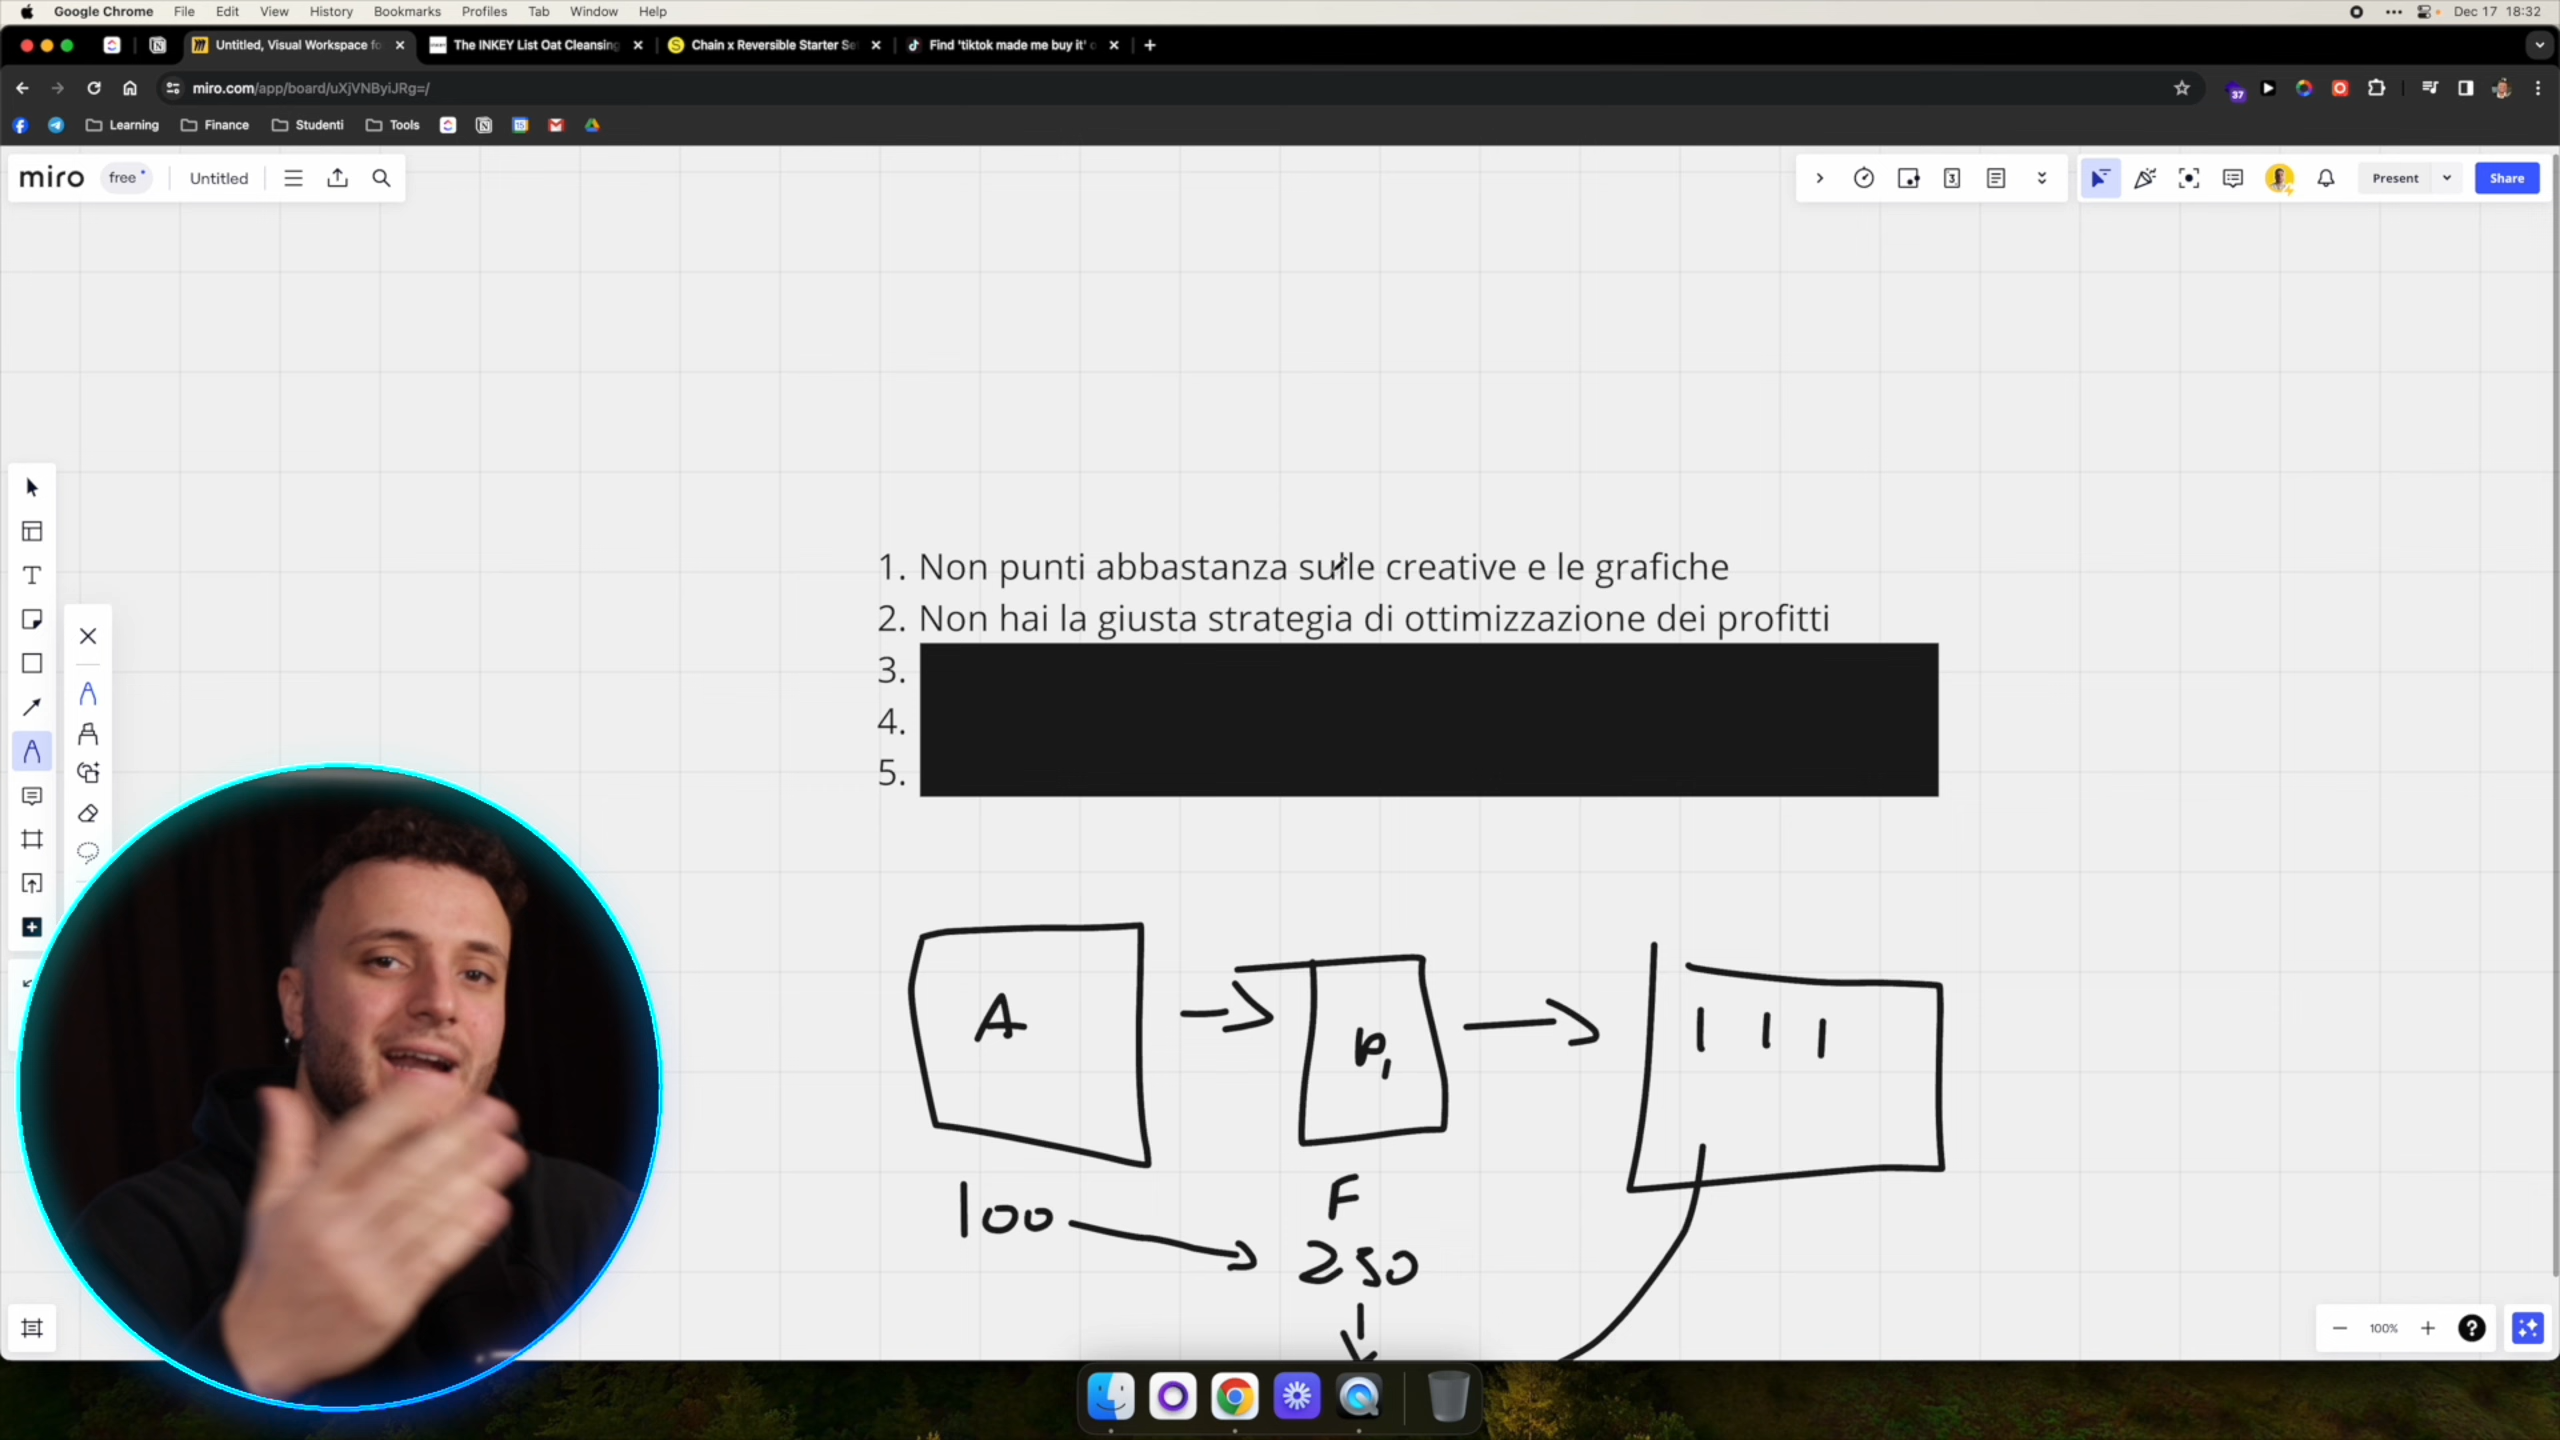 Google Chrome File Edit View History Bookmarks Profiles Tab Window Help Dec 17 18:32
Untitled, Visual Workspace fo The INKEY List Oat Cleansing Chain x Reversible Starter Se Find 'tiktok made me buy it' o
miro.com/app/board/uXjVNByiJRg=/ 37
Learning Finance Studenti Tools
miro free Untitled Present Share
1. Non punti abbastanza sulle creative e le grafiche
2. Non hai la giusta strategia di ottimizzazione dei profitti
3.
4.
5.
A
100
F
250
100%